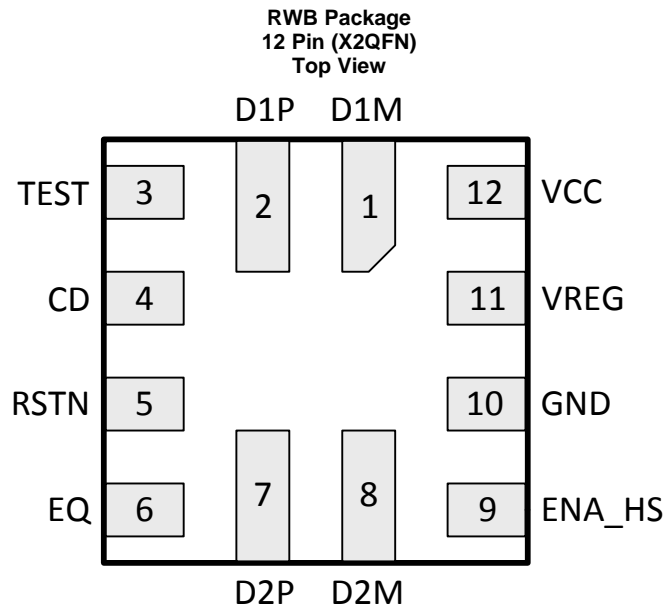 RWB Package
12 Pin (X2QFN)
Top View
D1P D1M
TEST 3 2 1 12 VCC
CD 4 11 VREG
RSTN 5 10 GND
EQ 6 7 8 9 ENA_HS
D2P D2M